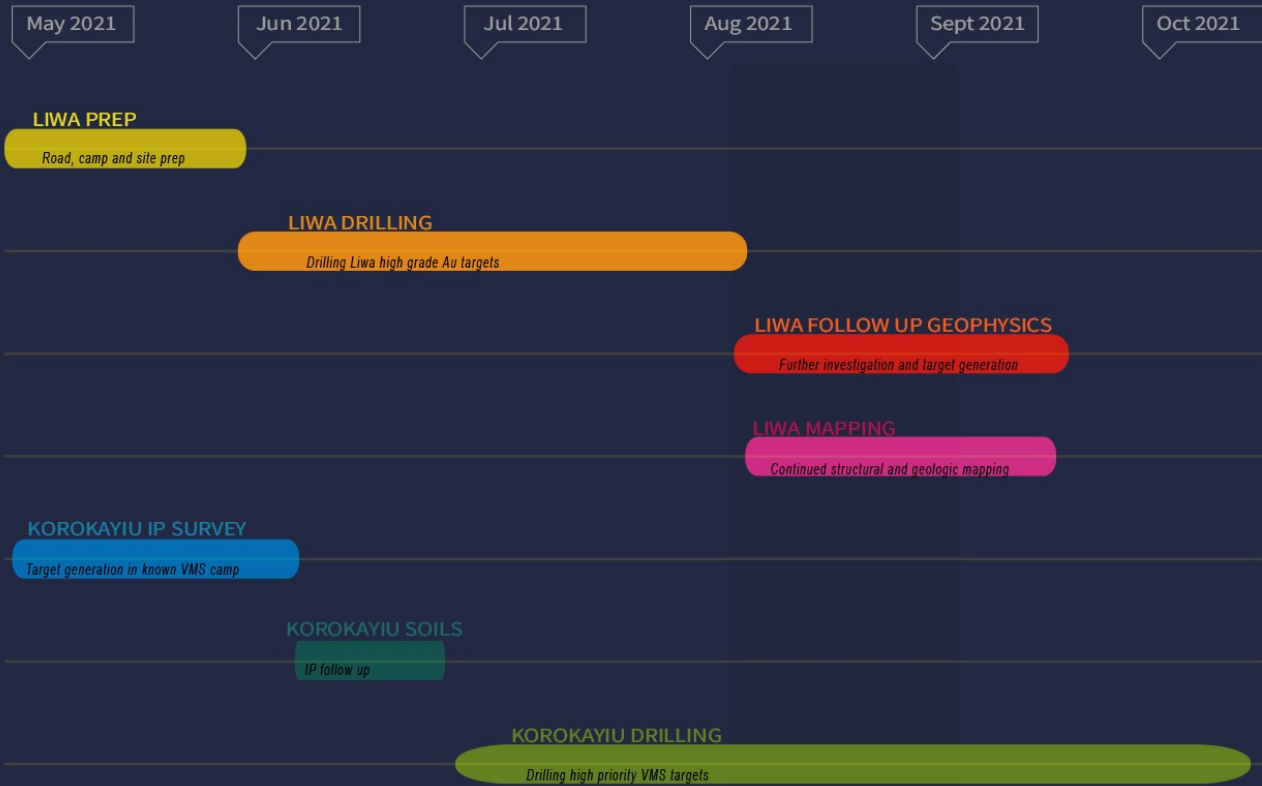 May 2021
Jun 2021
Jul 2021
Aug 2021
Sept 2021
Oct 2021
LIWA PREP
Road, camp and site prep
LIWA DRILLING
Drilling Liwa high grade Au targets
LIWA FOLLOW UP GEOPHYSICS
Further investigation and target generation
LIWA MAPPING
Continued structural and geologic mapping
KOROKAYIU IP SURVEY
Target generation in known VMS camp
KOROKAYIU SOILS
IP follow up
KOROKAYIU DRILLING
Drilling high priority VMS targets